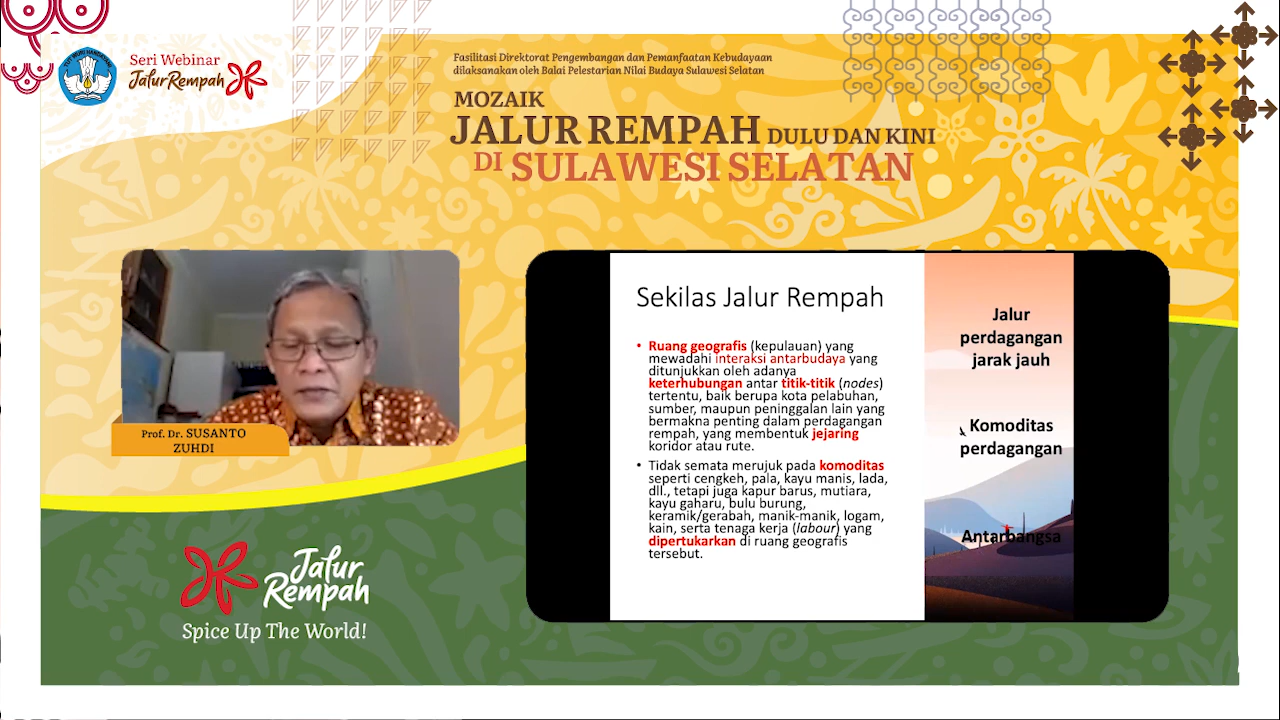 Seri Webinar
Jalur Rempah
Fasilitasi Direktorat Pengembangan dan Pemanfaatan Kebudayaan
dilaksanakan oleh Balai Pelestarian Nilai Budaya Sulawesi Selatan
MOZAIK
JALUR REMPAH DULU DAN KINI
DI SULAWESI SELATAN
Prof. Dr. SUSANTO
ZUHDI
Sekilas Jalur Rempah
• Ruang geografis (kepulauan) yang
mewadahi interaksi antarbudaya yang
ditunjukkan oleh adanya
keterhubungan antar titik-titik (nodes)
tertentu, baik berupa kota pelabuhan,
sumber, maupun peninggalan lain yang
bermakna penting dalam perdagangan
rempah, yang membentuk jejaring
koridor atau rute.
• Tidak semata merujuk pada komoditas
seperti cengkeh, pala, kayu manis, lada,
dll., tetapi juga kapur barus, mutiara,
kayu gaharu, bulu burung,
keramik/gerabah, manik-manik, logam,
kain, serta tenaga kerja (labour) yang
dipertukarkan di ruang geografis
tersebut.
Jalur
perdagangan
jarak jauh
Komoditas
perdagangan
Antarbangsa
Jalur
Rempah
Spice Up The World!